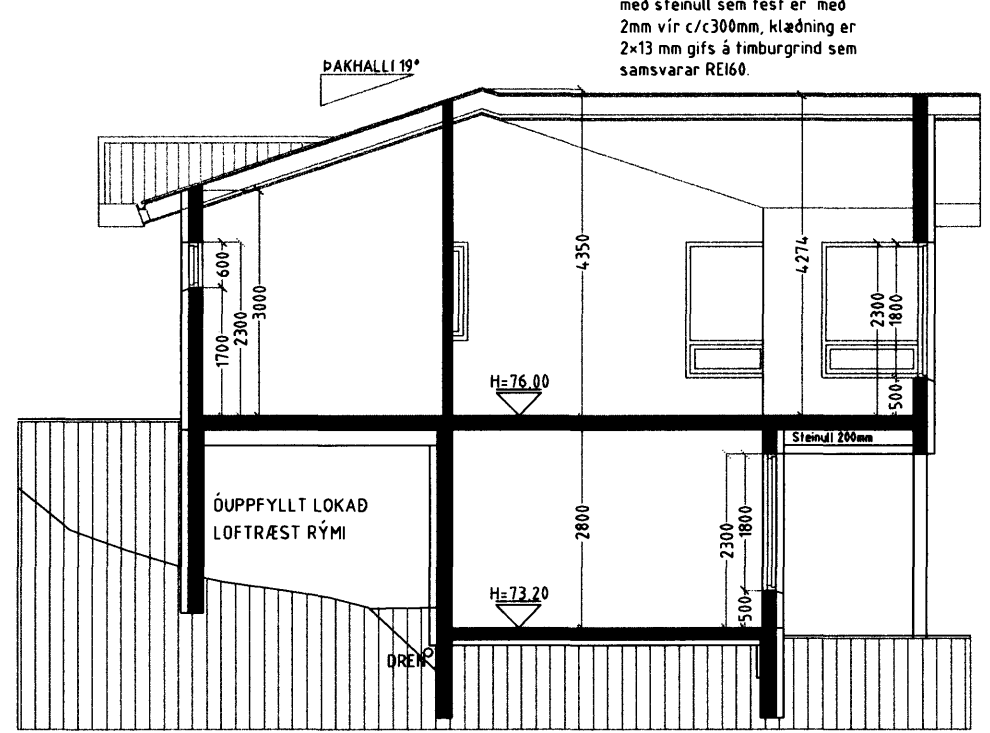 með steinull sem fest er með
2mm vír c/c300mm, klæðning er
2×13 mm gifs á timburgrind sem
samsvarar REI60.
ÞAKHALLI 19°
600
1700
2300
3000
4350
4274
2300
1800
500
H=76.00
Steinull 200mm
ÓUPPFYLLT LOKAÐ
LOFTRÆST RÝMI
2800
2300
1800
500
H=73.20
DREN